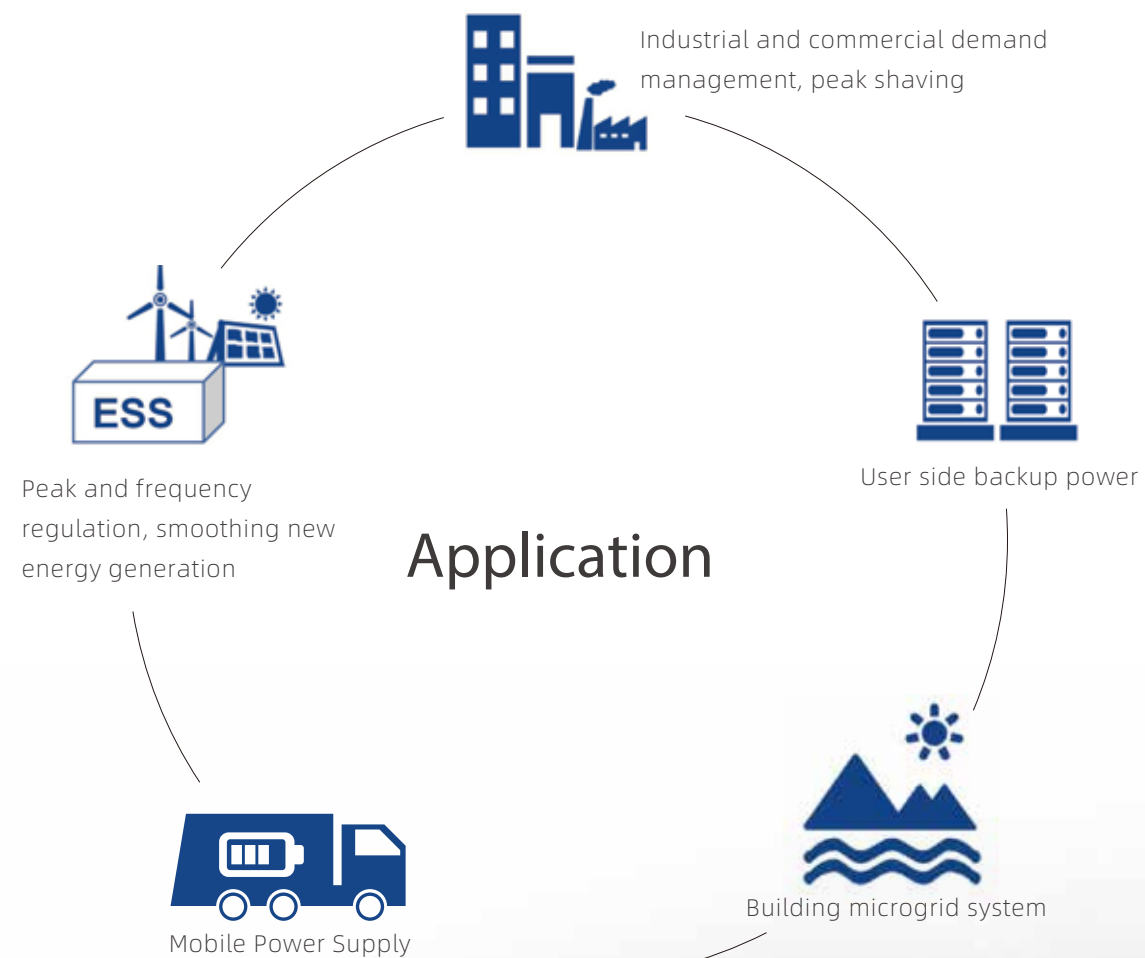 Industrial and commercial demand
management, peak shaving
ESS
Peak and frequency
regulation, smoothing new
energy generation
User side backup power
Application
Building microgrid system
Mobile Power Supply